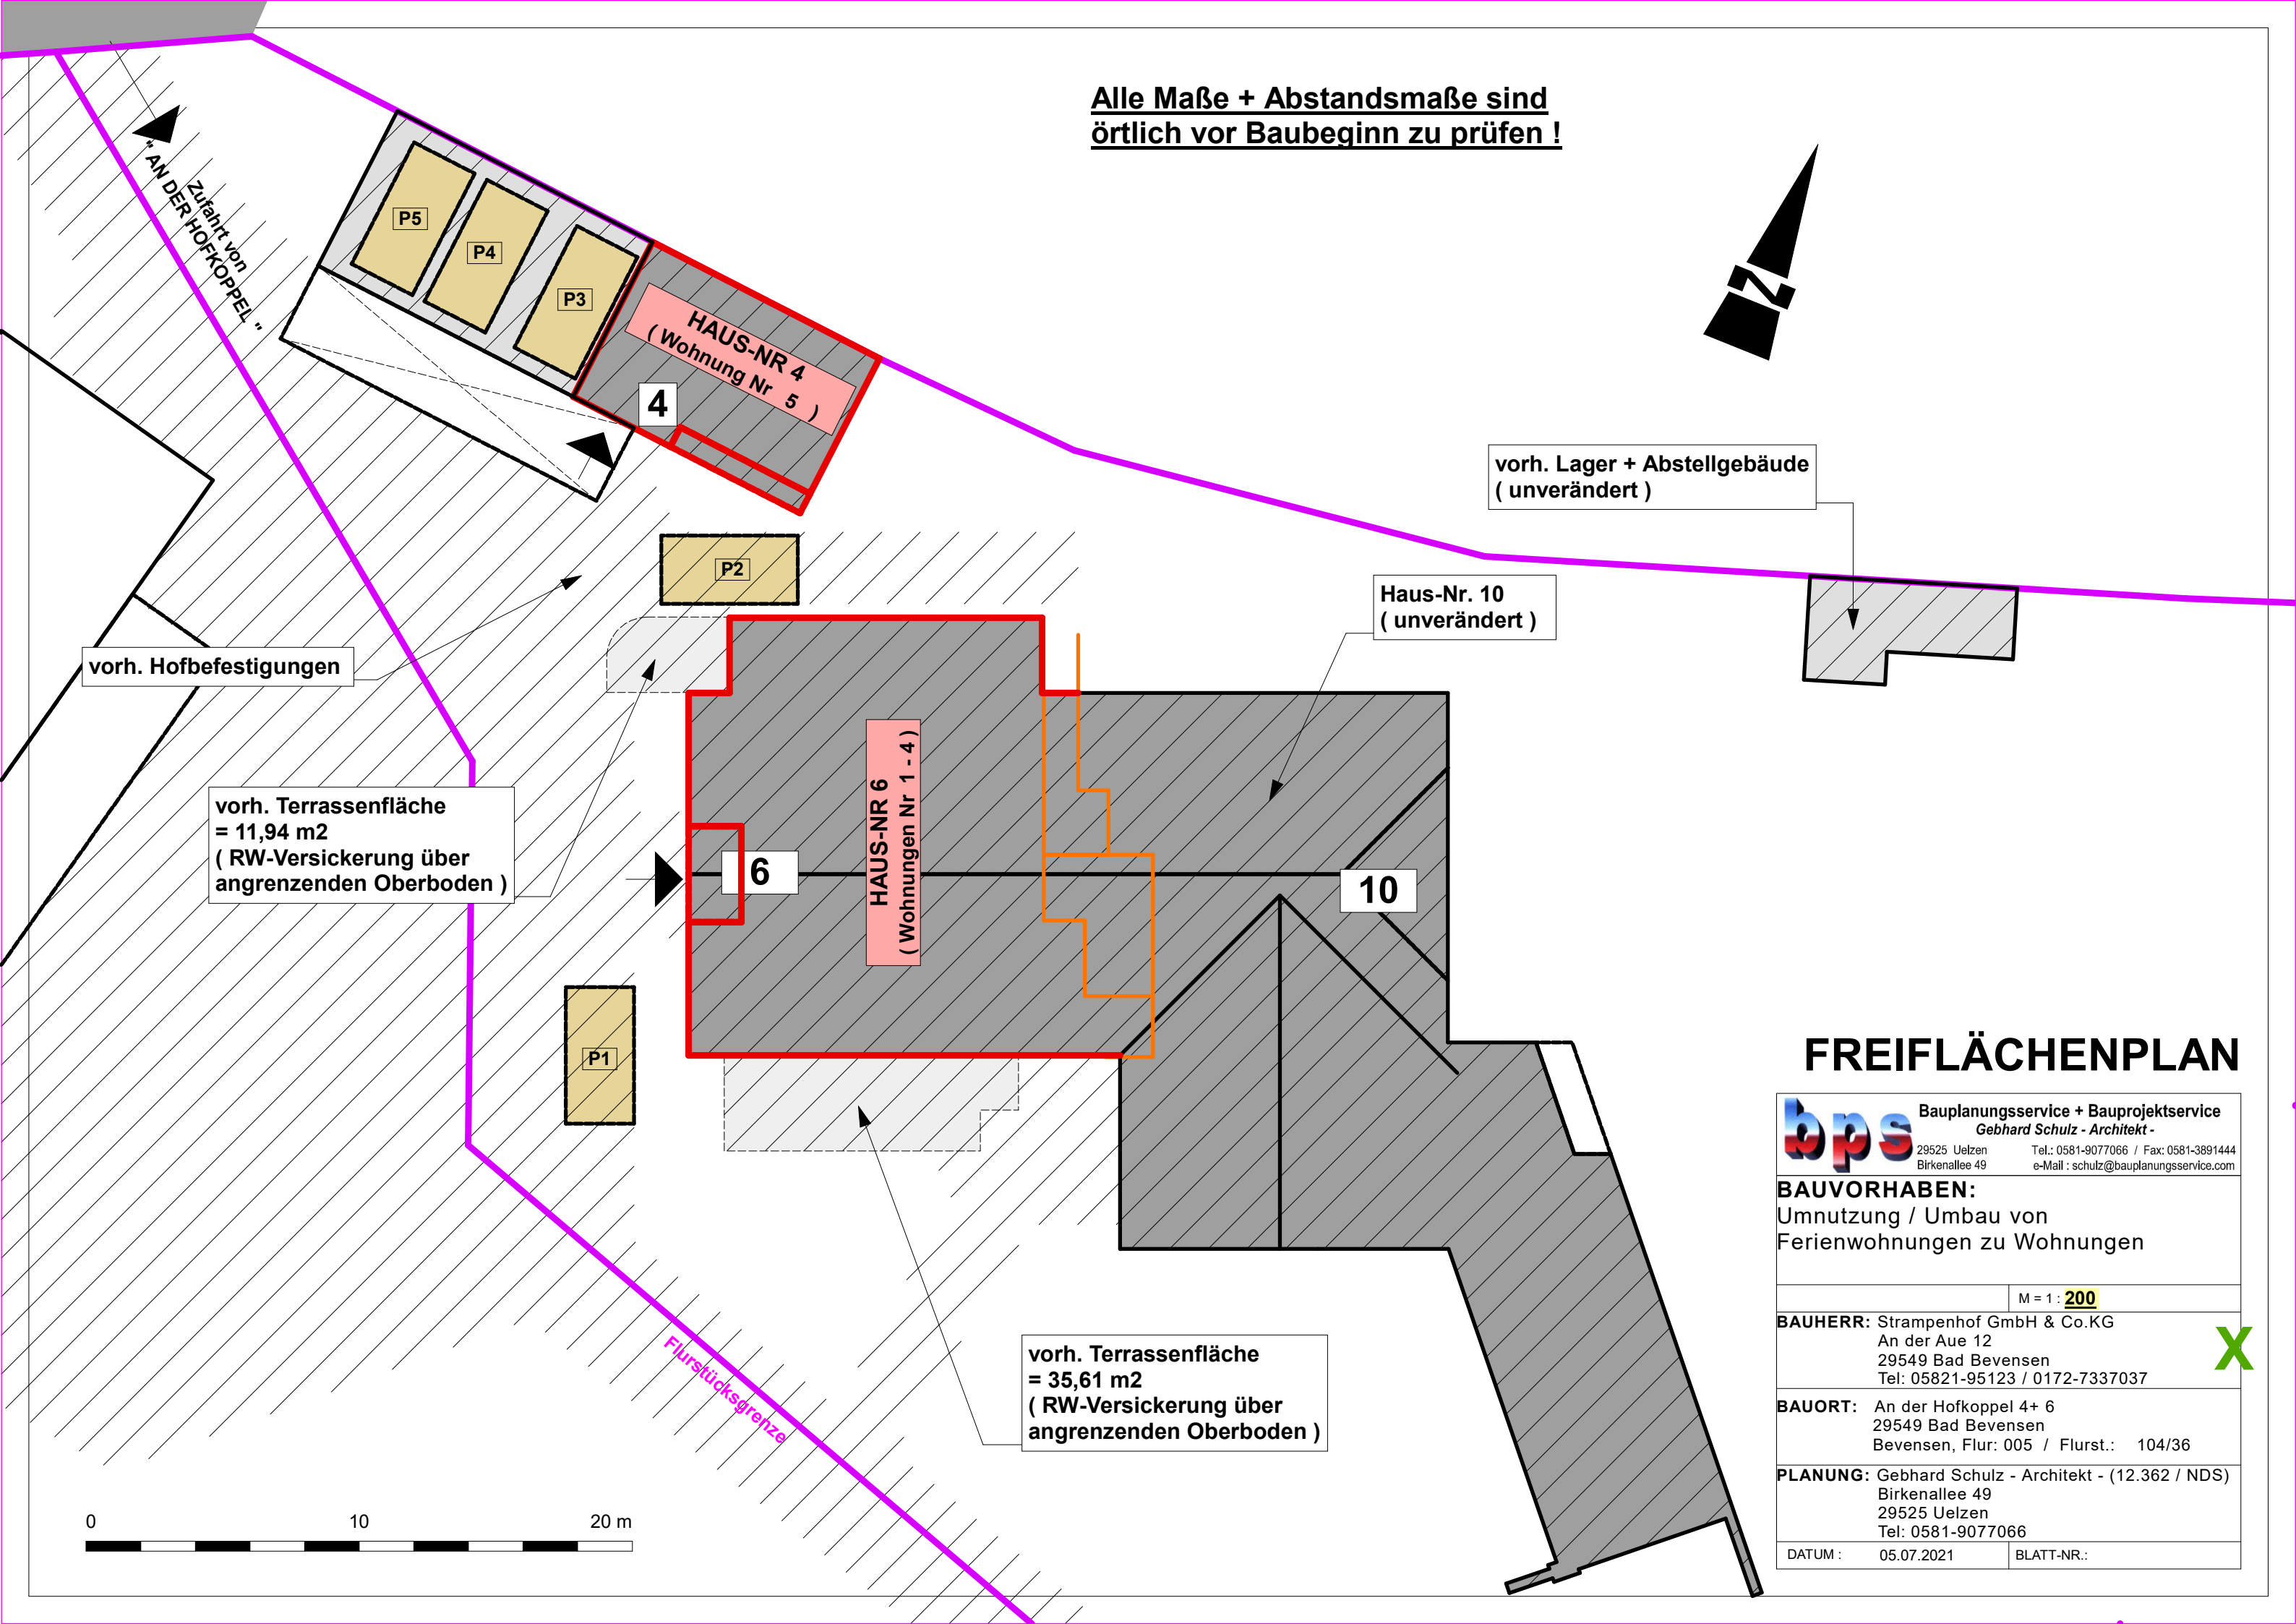 Alle Maße + Abstandsmaße sind
örtlich vor Baubeginn zu prüfen !
Zufahrt von
" AN DER HOFKOPPEL "
P5
P4
P3
HAUS-NR 4
( Wohnung Nr 5 )
4
N
vorh. Lager + Abstellgebäude
( unverändert )
P2
Haus-Nr. 10
( unverändert )
vorh. Hofbefestigungen
vorh. Terrassenfläche
= 11,94 m2
( RW-Versickerung über
angrenzenden Oberboden )
6
HAUS-NR 6
( Wohnungen Nr 1 - 4 )
10
P1
Flurstücksgrenze
vorh. Terrassenfläche
= 35,61 m2
( RW-Versickerung über
angrenzenden Oberboden )
0 10 20 m
FREIFLÄCHENPLAN
bps
Bauplanungsservice + Bauprojektservice
Gebhard Schulz - Architekt -
29525 Uelzen Tel.: 0581-9077066 / Fax: 0581-3891444
Birkenallee 49 e-Mail : schulz@bauplanungsservice.com
BAUVORHABEN:
Umnutzung / Umbau von
Ferienwohnungen zu Wohnungen
M = 1 : 200
BAUHERR: Strampenhof GmbH & Co.KG
An der Aue 12
29549 Bad Bevensen
Tel: 05821-95123 / 0172-7337037
X
BAUORT: An der Hofkoppel 4+ 6
29549 Bad Bevensen
Bevensen, Flur: 005 / Flurst.: 104/36
PLANUNG: Gebhard Schulz - Architekt - (12.362 / NDS)
Birkenallee 49
29525 Uelzen
Tel: 0581-9077066
DATUM : 05.07.2021 BLATT-NR.: